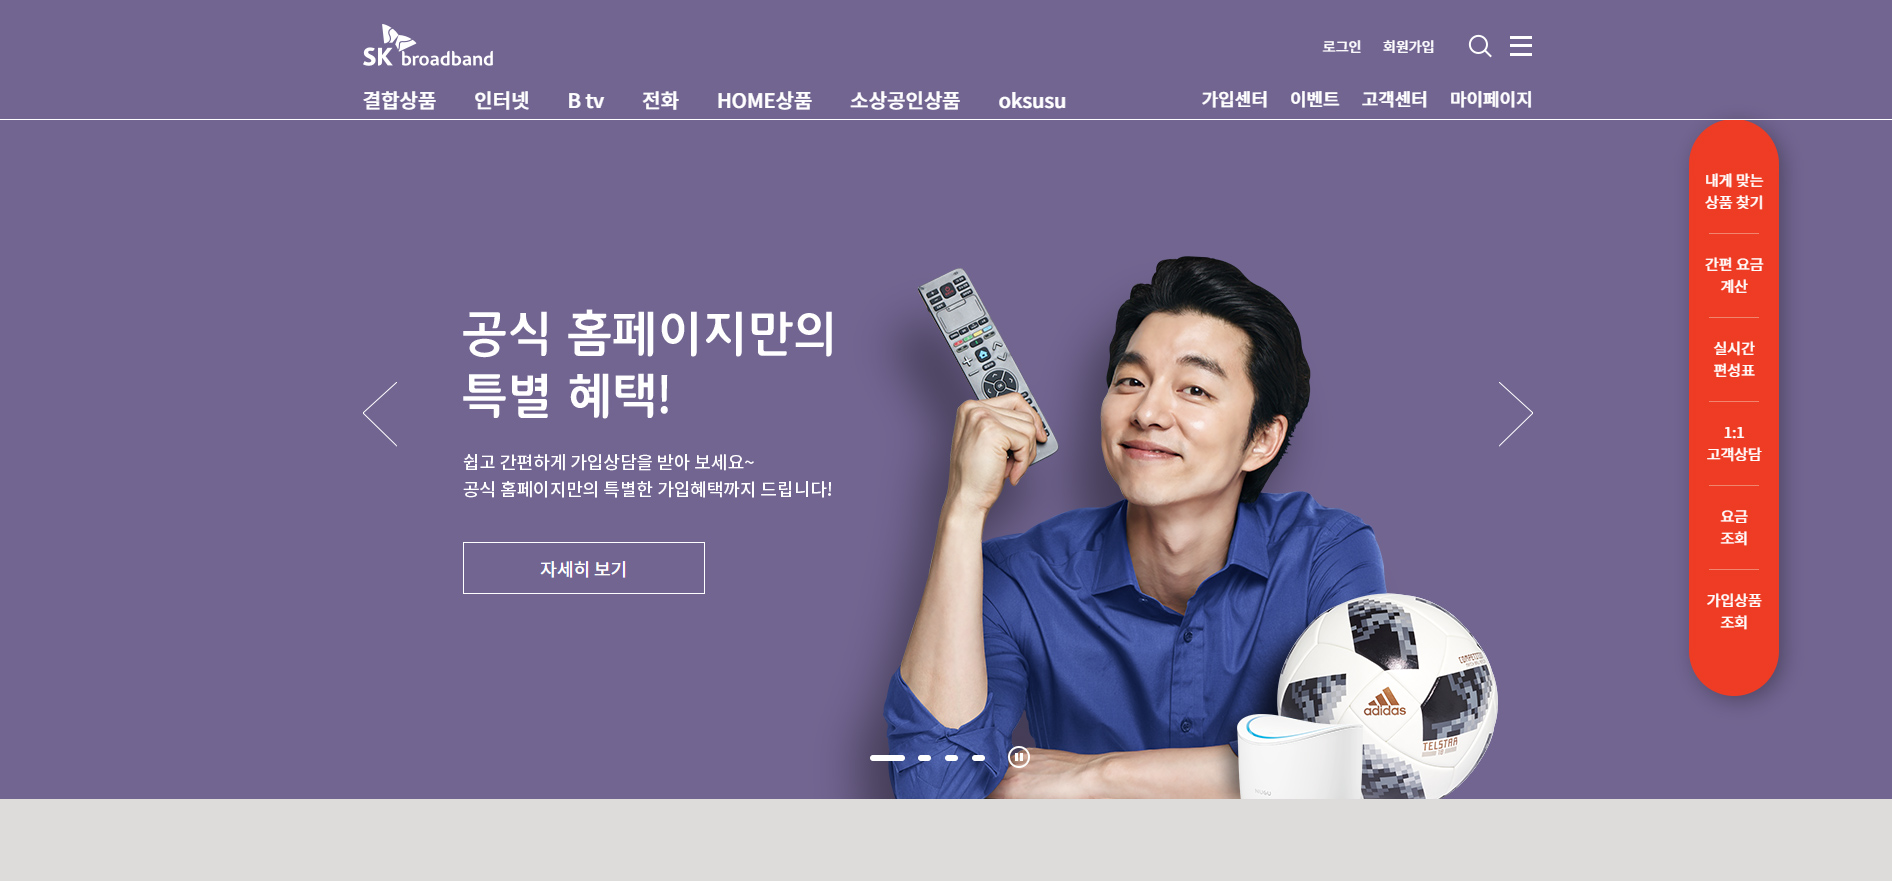 SK broadband
로그인 회원가입
결합상품 인터넷 B tv 전화 HOME상품 소상공인상품 oksusu 가입센터 이벤트 고객센터 마이페이지
공식 홈페이지만의
특별 혜택!
쉽고 간편하게 가입상담을 받아 보세요~
공식 홈페이지만의 특별한 가입혜택까지 드립니다!
자세히 보기
내게 맞는
상품 찾기
간편 요금
계산
실시간
편성표
1:1
고객상담
요금
조회
가입상품
조회
adidas
TELSTAR